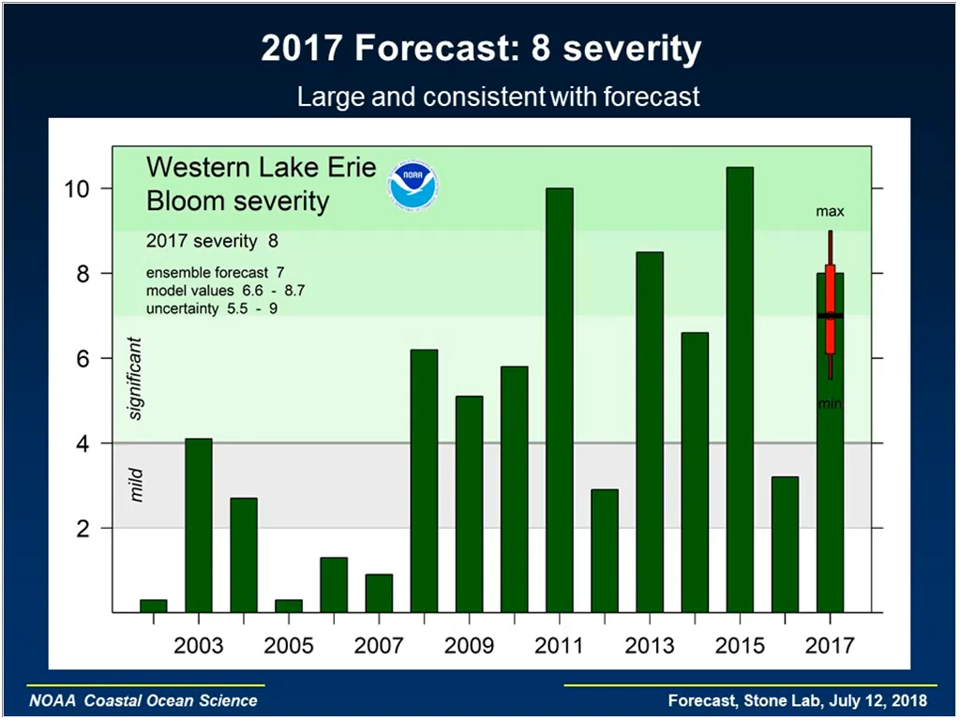 2017 Forecast: 8 severity
Large and consistent with forecast
Western Lake Erie
Bloom severity
NOAA
2017 severity 8
ensemble forecast 7
model values 6.6 - 8.7
uncertainty 5.5 - 9
max
min
significant
mild
10
8
6
4
2
2003 2005 2007 2009 2011 2013 2015 2017
NOAA Coastal Ocean Science
Forecast, Stone Lab, July 12, 2018